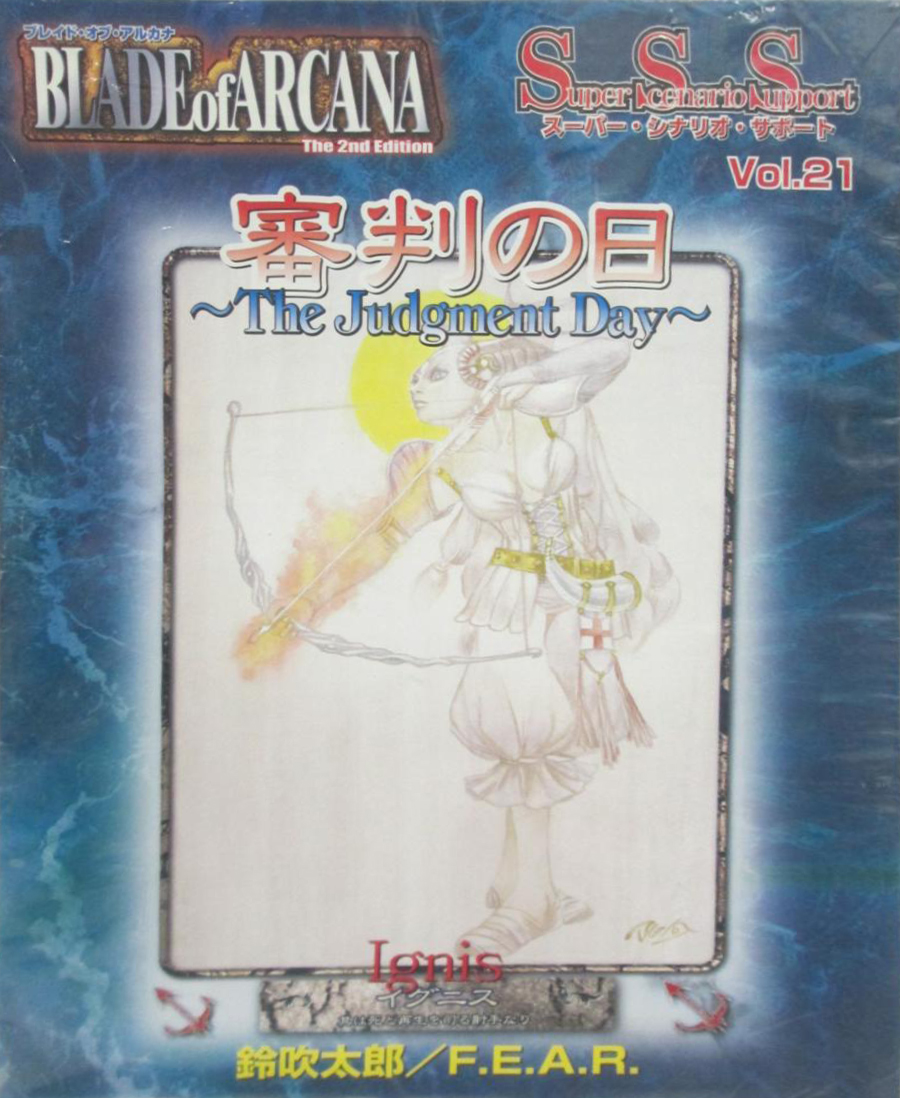 ブレイド・オブ・アルカナ
BLADE of ARCANA
The 2nd Edition
Super Scenario Support
スーパー・シナリオ・サポート
Vol.21
審判の日
~The Judgment Day~
Ignis
イグニス
鈴吹太郎/F.E.A.R.